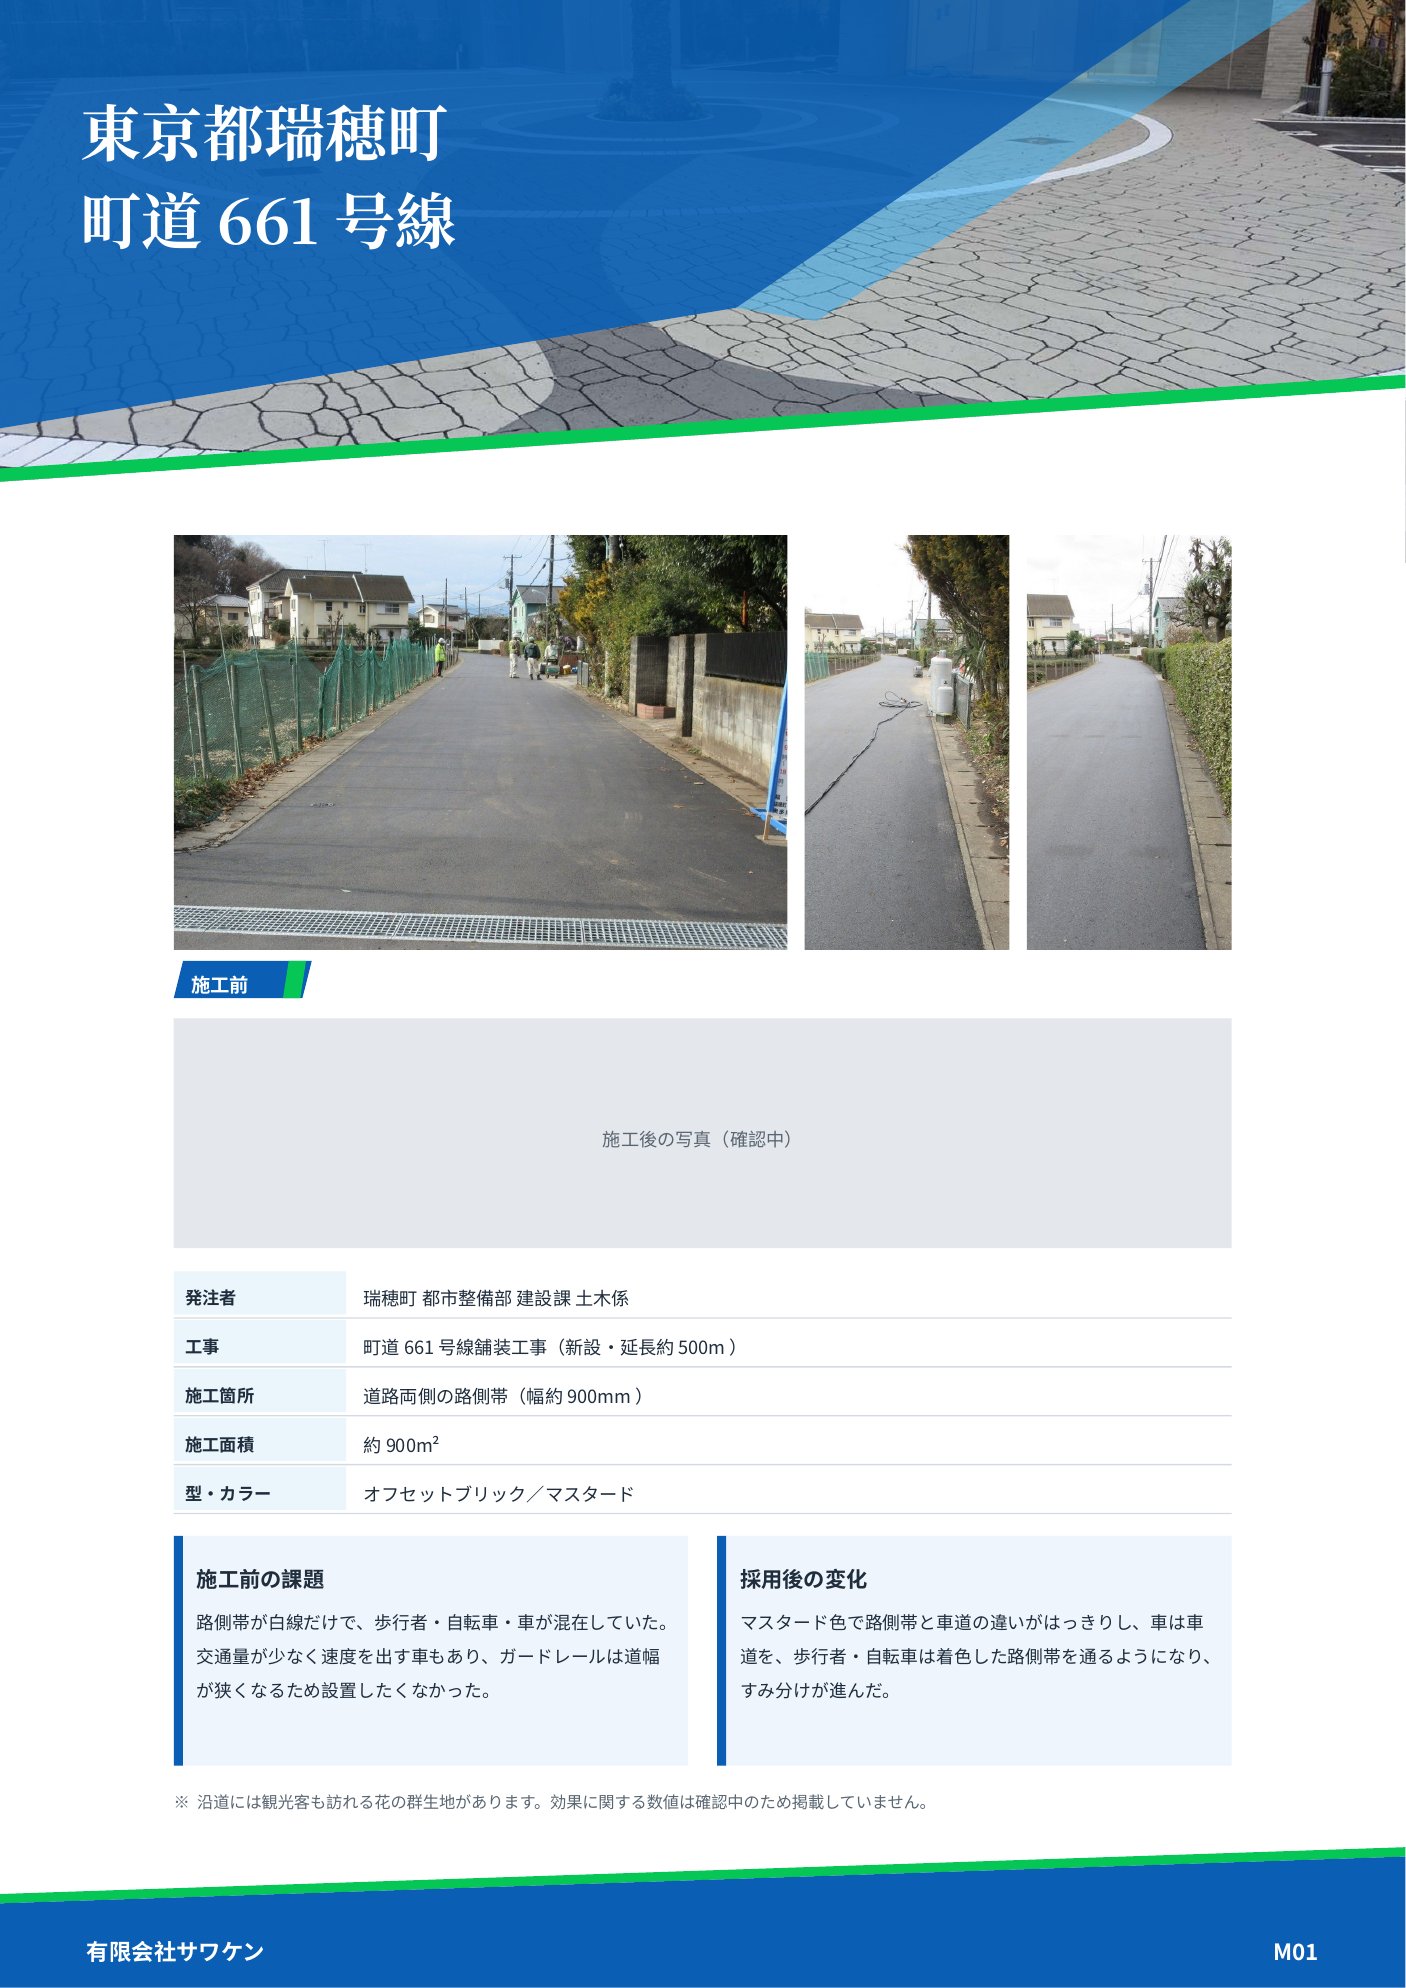 東京都瑞穂町
町道 661 号線
施工前
施工後の写真（確認中）
発注者 瑞穂町 都市整備部 建設課 土木係
工事 町道 661 号線舗装工事（新設・延長約 500m ）
施工箇所 道路両側の路側帯（幅約 900mm ）
施工面積 約 900m²
型・カラー オフセットブリック／マスタード
施工前の課題
路側帯が白線だけで、歩行者・自転車・車が混在していた。
交通量が少なく速度を出す車もあり、ガードレールは道幅
が狭くなるため設置したくなかった。
採用後の変化
マスタード色で路側帯と車道の違いがはっきりし、車は車
道を、歩行者・自転車は着色した路側帯を通るようになり、
すみ分けが進んだ。
※ 沿道には観光客も訪れる花の群生地があります。効果に関する数値は確認中のため掲載していません。
有限会社サワケン
M01